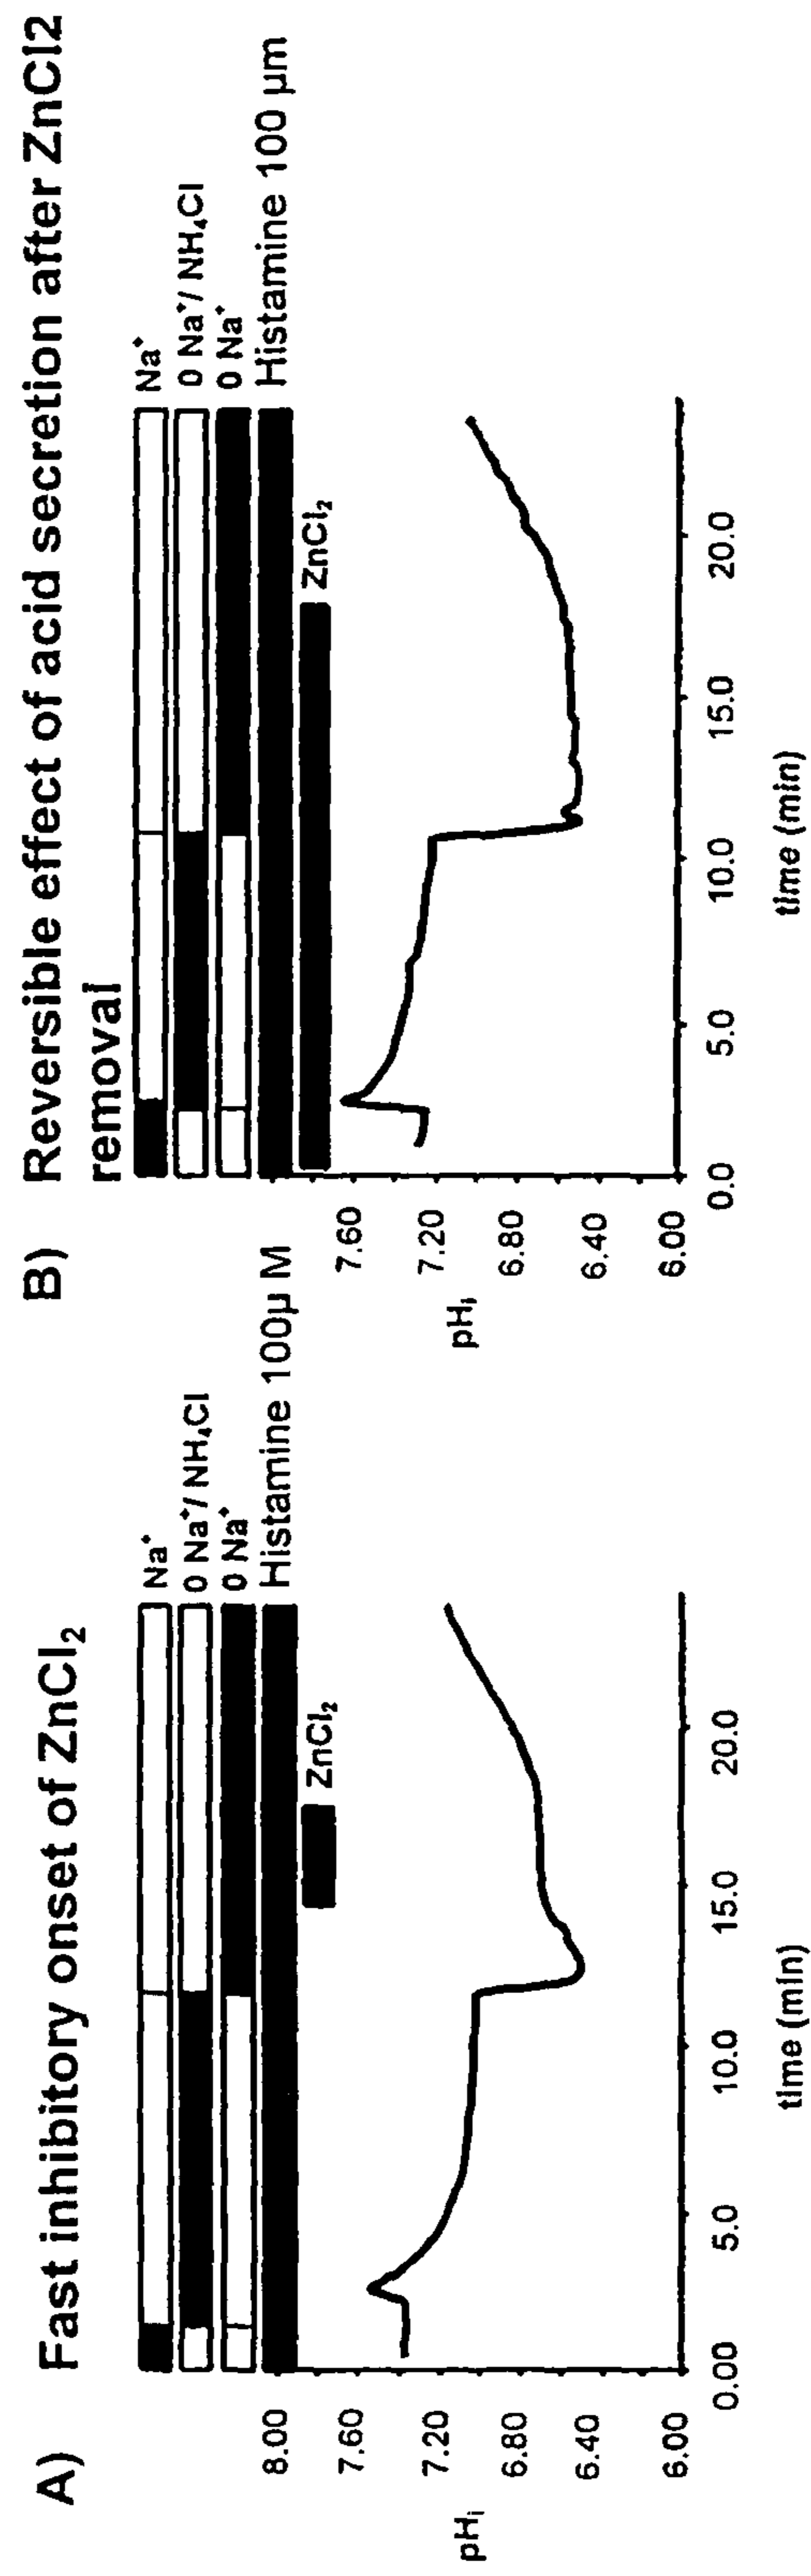 A) Fast inhibitory onset of ZnCl₂
Na⁺
0 Na⁺/ NH₄Cl
0 Na⁺
Histamine 100µ M
ZnCl₂
8.00
7.60
7.20
6.80
6.40
6.00
pHᵢ
0.00
5.0
10.0
15.0
20.0
time (min)
B) Reversible effect of acid secretion after ZnCl2
removal
Na⁺
0 Na⁺/ NH₄Cl
0 Na⁺
Histamine 100 µm
ZnCl₂
7.60
7.20
6.80
6.40
6.00
pHᵢ
0.0
5.0
10.0
15.0
20.0
time (min)